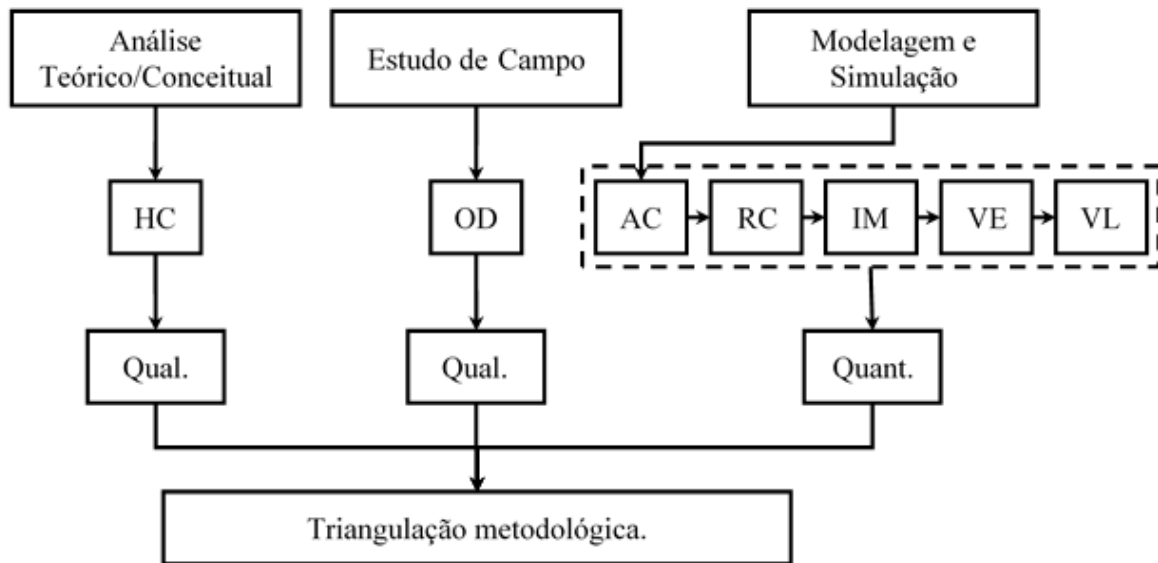 Análise
Teórico/Conceitual
Estudo de Campo
Modelagem e
Simulação
HC
OD
AC
RC
IM
VE
VL
Qual.
Qual.
Quant.
Triangulação metodológica.